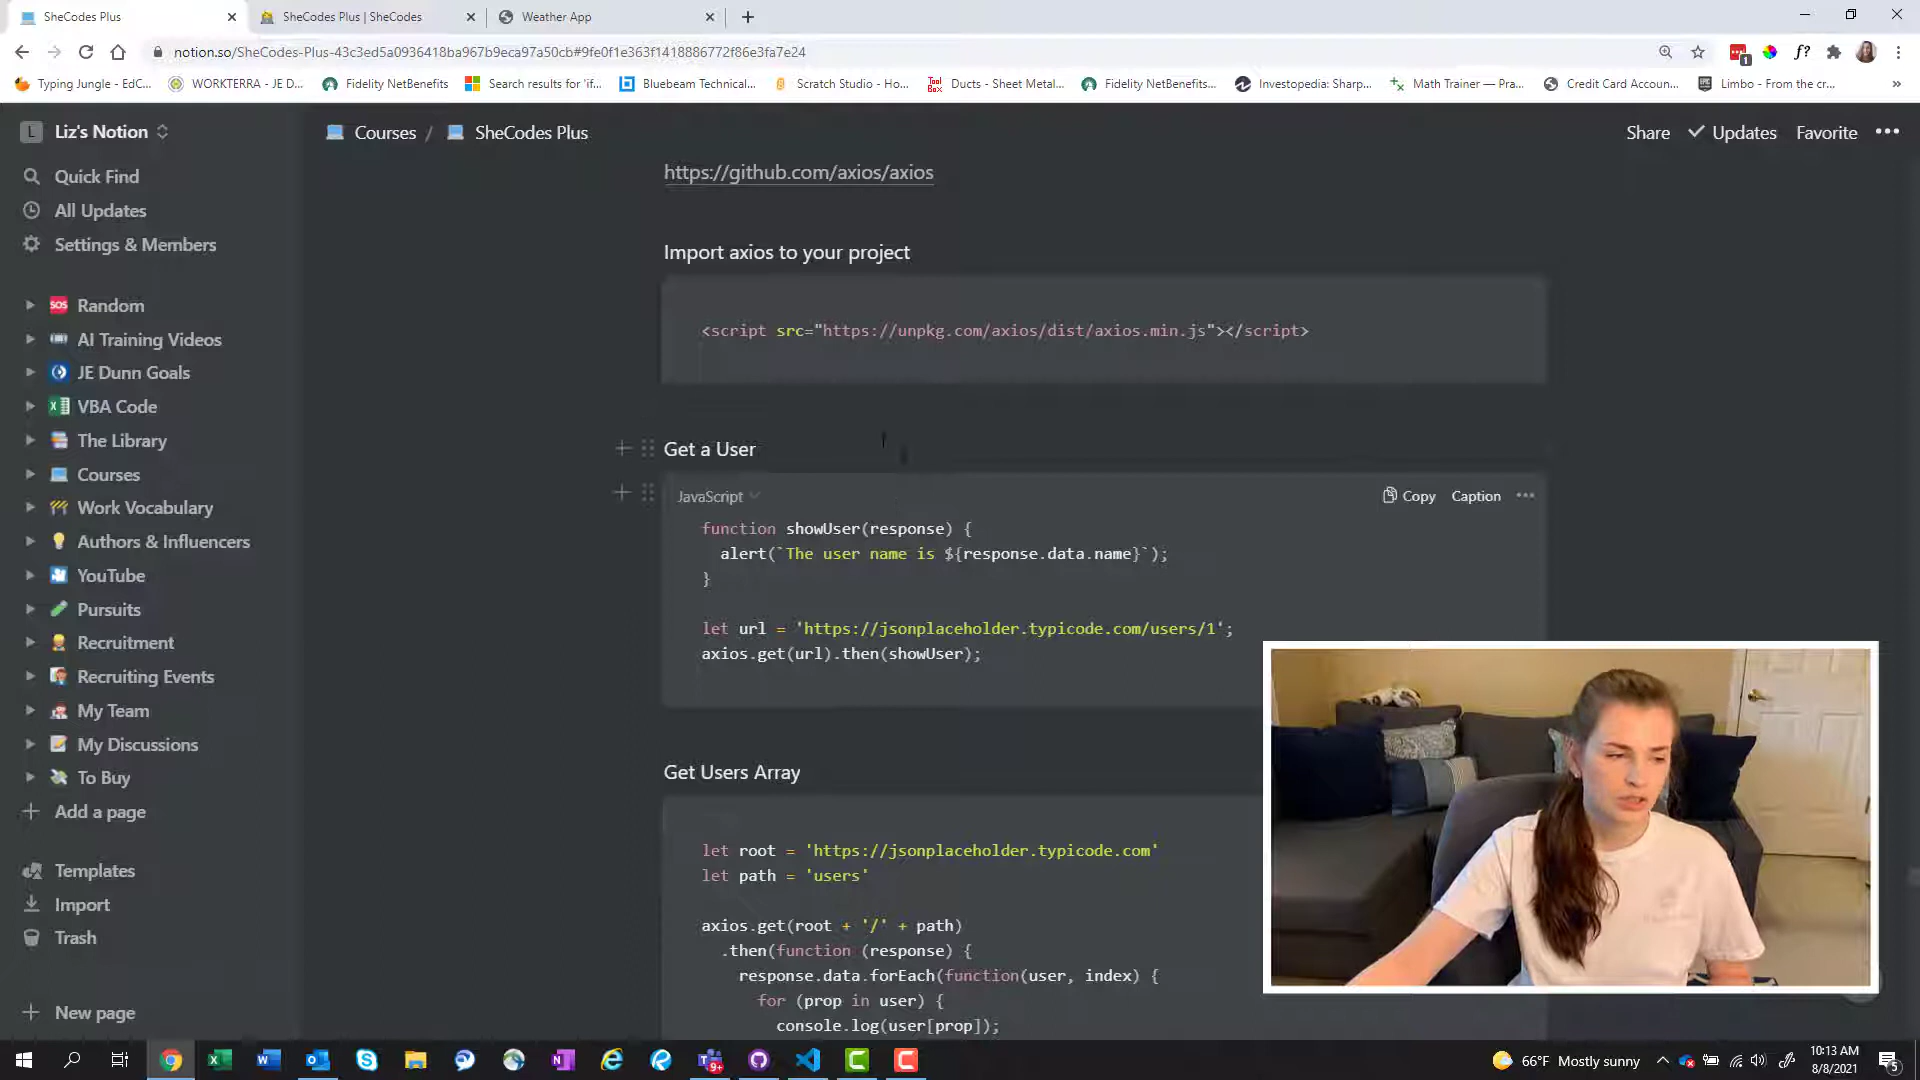 SheCodes Plus
SheCodes Plus | SheCodes
Weather App
notion.so/SheCodes-Plus-43c3ed5a0936418ba967b9eca97a50cb#9fe0f1e363f1418886772f86e3fa7e24
Typing Jungle - EdC...
WORKTERRA - JE D...
Fidelity NetBenefits
Search results for 'if...
Bluebeam Technical...
Scratch Studio - Ho...
Ducts - Sheet Metal...
Fidelity NetBenefits...
Investopedia: Sharp...
Math Trainer — Pra...
Credit Card Accoun...
Limbo - From the cr...
L Liz's Notion
Courses / SheCodes Plus
Share Updates Favorite
Quick Find
All Updates
Settings & Members
SOS Random
AI Training Videos
JE Dunn Goals
VBA Code
The Library
Courses
Work Vocabulary
Authors & Influencers
YouTube
Pursuits
Recruitment
Recruiting Events
My Team
My Discussions
To Buy
Add a page
Templates
Import
Trash
New page
https://github.com/axios/axios
Import axios to your project
<script src="https://unpkg.com/axios/dist/axios.min.js"></script>
Get a User
JavaScript
Copy Caption
function showUser(response) {
alert(`The user name is ${response.data.name}`);
}
let url = 'https://jsonplaceholder.typicode.com/users/1';
axios.get(url).then(showUser);
Get Users Array
let root = 'https://jsonplaceholder.typicode.com'
let path = 'users'
axios.get(root + '/' + path)
.then(function (response) {
response.data.forEach(function(user, index) {
for (prop in user) {
console.log(user[prop]);
66°F Mostly sunny
10:13 AM
8/8/2021